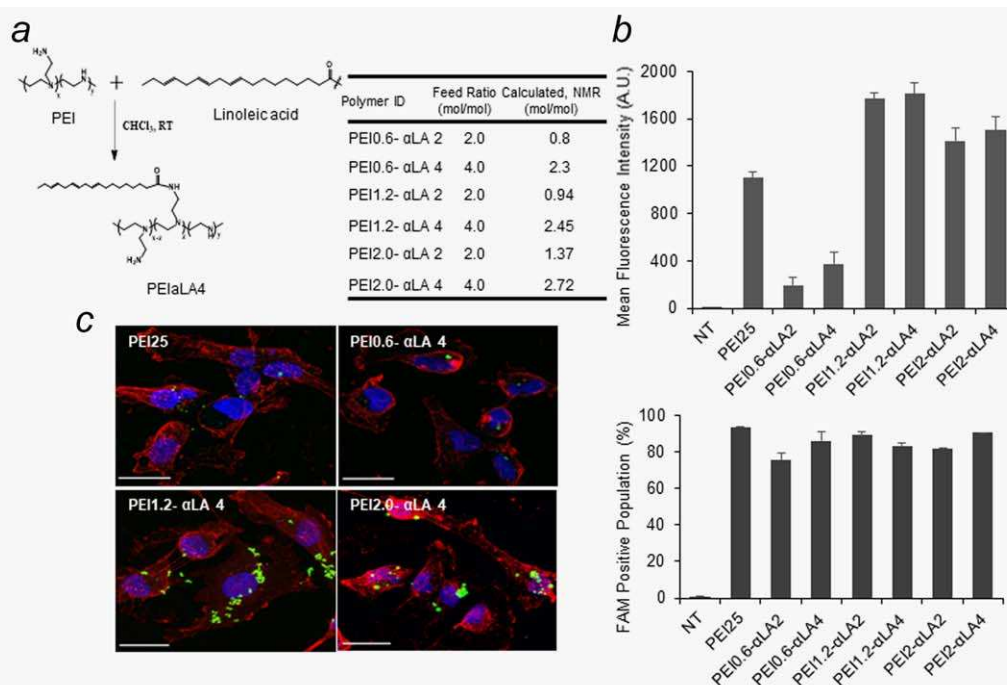 a
H₂N
PEI
+
O
Linoleic acid
CHCl₃, RT
O
NH
H₂N
PEIaLA4
Polymer ID Feed Ratio (mol/mol) Calculated, NMR (mol/mol)
PEI0.6- αLA 2 2.0 0.8
PEI0.6- αLA 4 4.0 2.3
PEI1.2- αLA 2 2.0 0.94
PEI1.2- αLA 4 4.0 2.45
PEI2.0- αLA 2 2.0 1.37
PEI2.0- αLA 4 4.0 2.72
b
Mean Fluorescence Intensity (A.U.)
2000
1600
1200
800
400
0
NT
PEI25
PEI0.6-αLA2
PEI0.6-αLA4
PEI1.2-αLA2
PEI1.2-αLA4
PEI2-αLA2
PEI2-αLA4
FAM Positive Population (%)
100
80
60
40
20
0
NT
PEI25
PEI0.6-αLA2
PEI0.6-αLA4
PEI1.2-αLA2
PEI1.2-αLA4
PEI2-αLA2
PEI2-αLA4
c
PEI25
PEI0.6- αLA 4
PEI1.2- αLA 4
PEI2.0- αLA 4